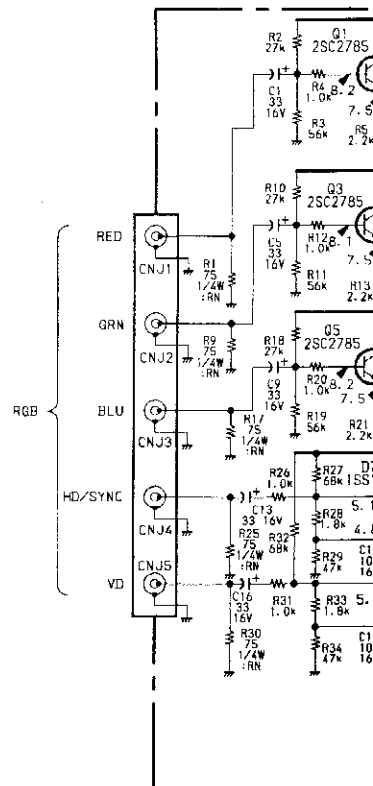 R2
27k
Q1
2SC2785
R4
1.0k
8.2
7.5
C1
33
16V
R3
56k
R5
2.2k
R10
27k
Q3
2SC2785
R12
1.0k
8.1
7.5
C5
33
16V
R11
56k
R13
2.2k
RED
CNJ1
R1
75
1/4W
:RN
GRN
CNJ2
R9
75
1/4W
:RN
R18
27k
Q5
2SC2785
R20
1.0k
8.2
7.5
C9
33
16V
R19
56k
R21
2.2k
RGB
BLU
CNJ3
R17
75
1/4W
:RN
HD/SYNC
CNJ4
R26
1.0k
C13
33 16V
R25
75
1/4W
:RN
R27
68k
R28
1.8k
R32
68k
R29
47k
5.1
VD
CNJ5
C16
33
16V
R31
1.0k
R30
75
1/4W
:RN
R33
1.8k
5.
R34
47k